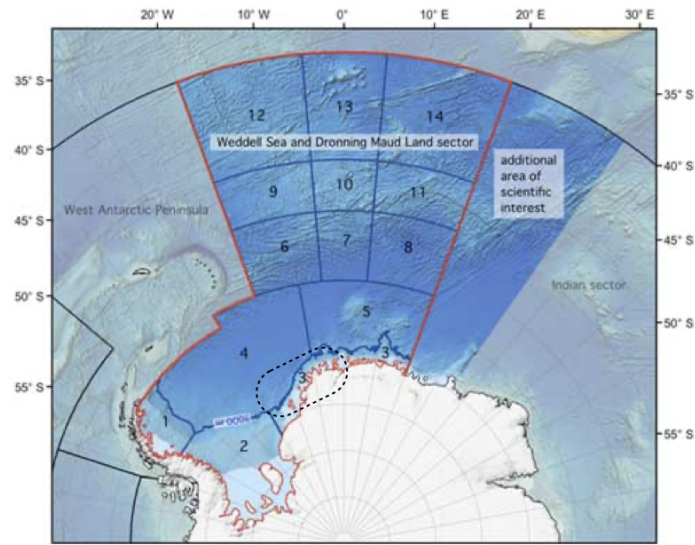 20° W 10° W 0° 10° E 20° E 30° E
35° S
40° S
45° S
50° S
55° S
35° S
40° S
45° S
50° S
55° S
12 13 14
Weddell Sea and Dronning Maud Land sector
additional
area of
scientific
interest
9 10 11
West Antarctic Peninsula
6 7 8
Indian sector
5
4
3 3
1
3000 m
2